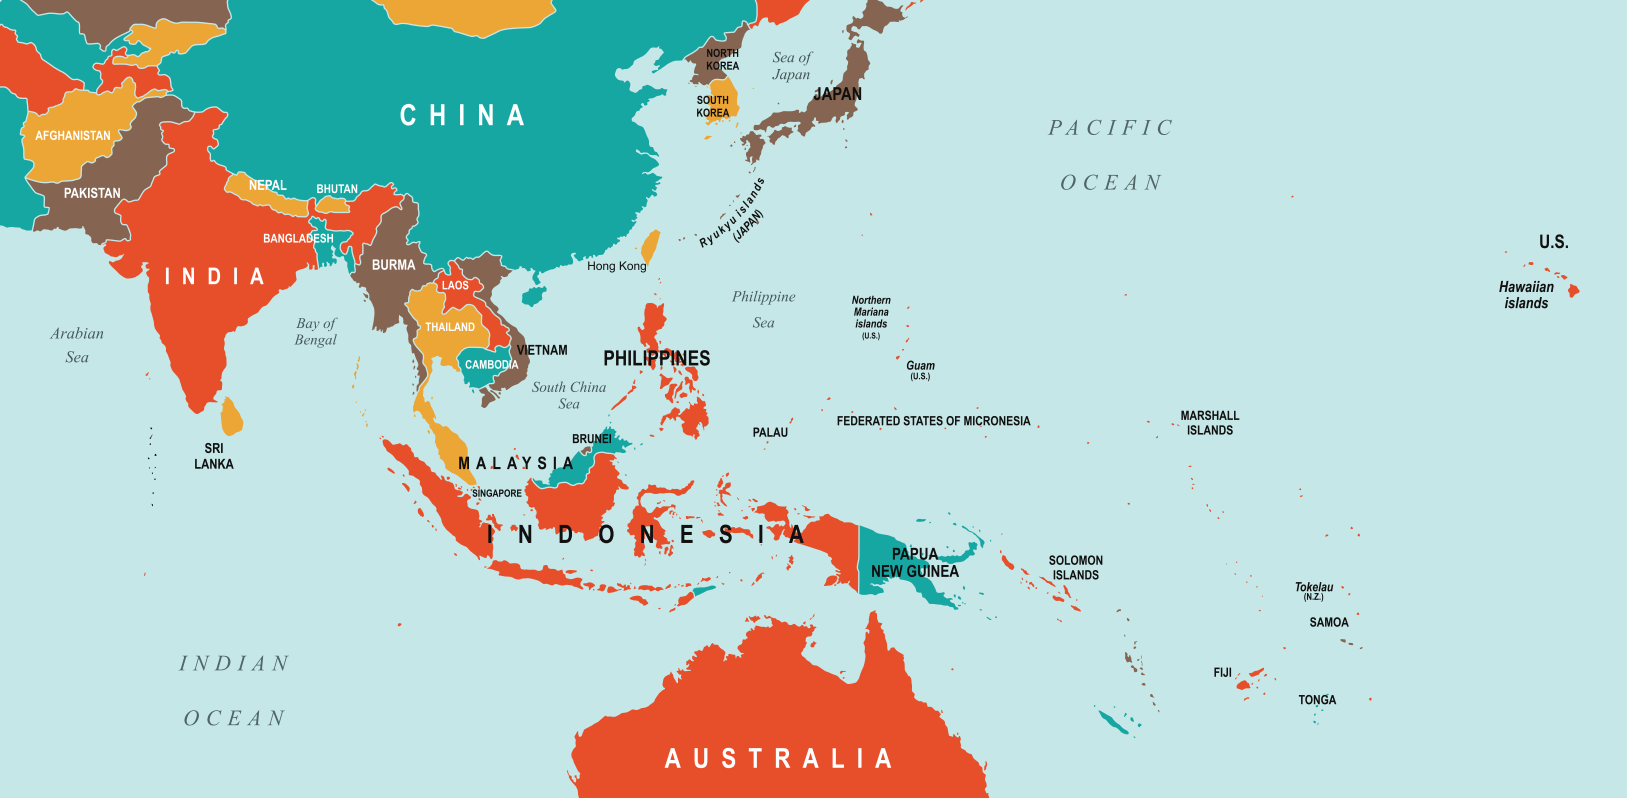 NORTH
KOREA
Sea of
Japan
JAPAN
SOUTH
KOREA
CHINA
AFGHANISTAN
PACIFIC
OCEAN
PAKISTAN
NEPAL
BHUTAN
Ryukyu islands
(JAPAN)
BANGLADESH
BURMA
Hong Kong
INDIA
LAOS
U.S.
Hawaiian
islands
Philippine
Sea
Northern
Mariana
islands
(U.S.)
Arabian
Sea
Bay of
Bengal
THAILAND
VIETNAM
PHILIPPINES
CAMBODIA
Guam
(U.S.)
South China
Sea
FEDERATED STATES OF MICRONESIA
MARSHALL
ISLANDS
PALAU
BRUNEI
SRI
LANKA
MALAYSIA
SINGAPORE
INDONESIA
PAPUA
NEW GUINEA
SOLOMON
ISLANDS
Tokelau
(N.Z.)
SAMOA
INDIAN
OCEAN
FIJI
TONGA
AUSTRALIA